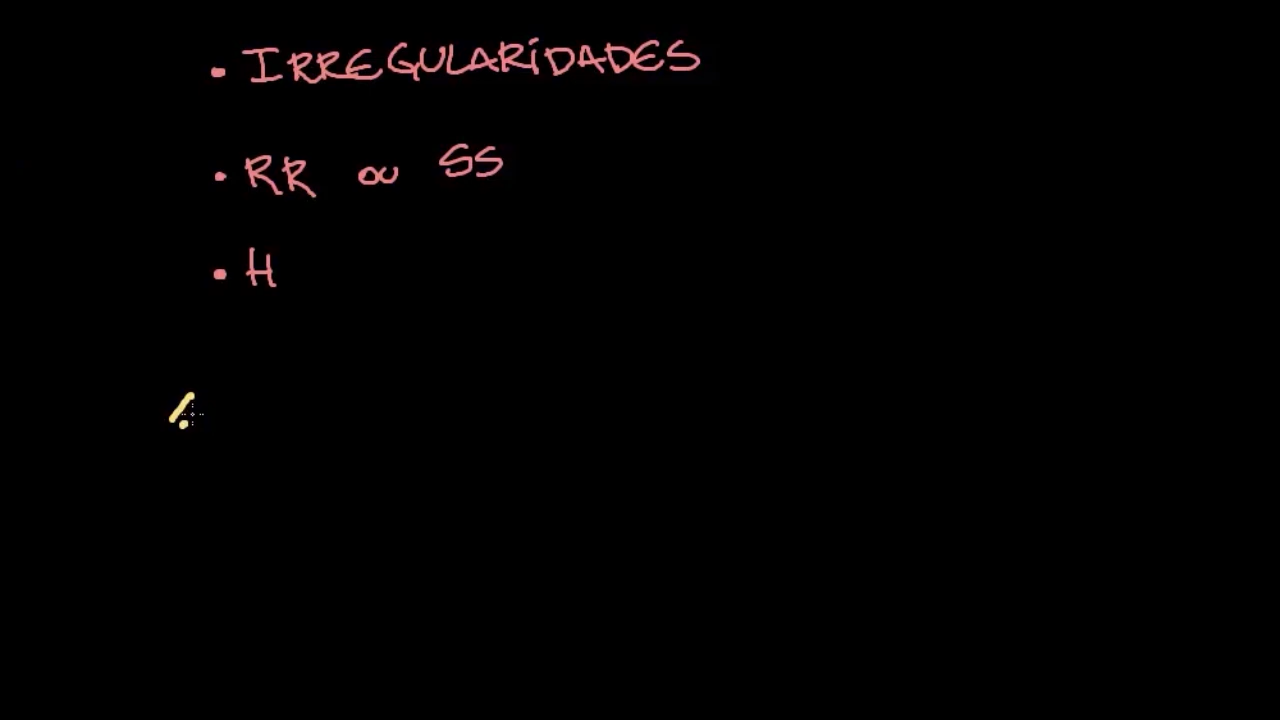 • IRREGULARIDADES
• RR ou SS
• H